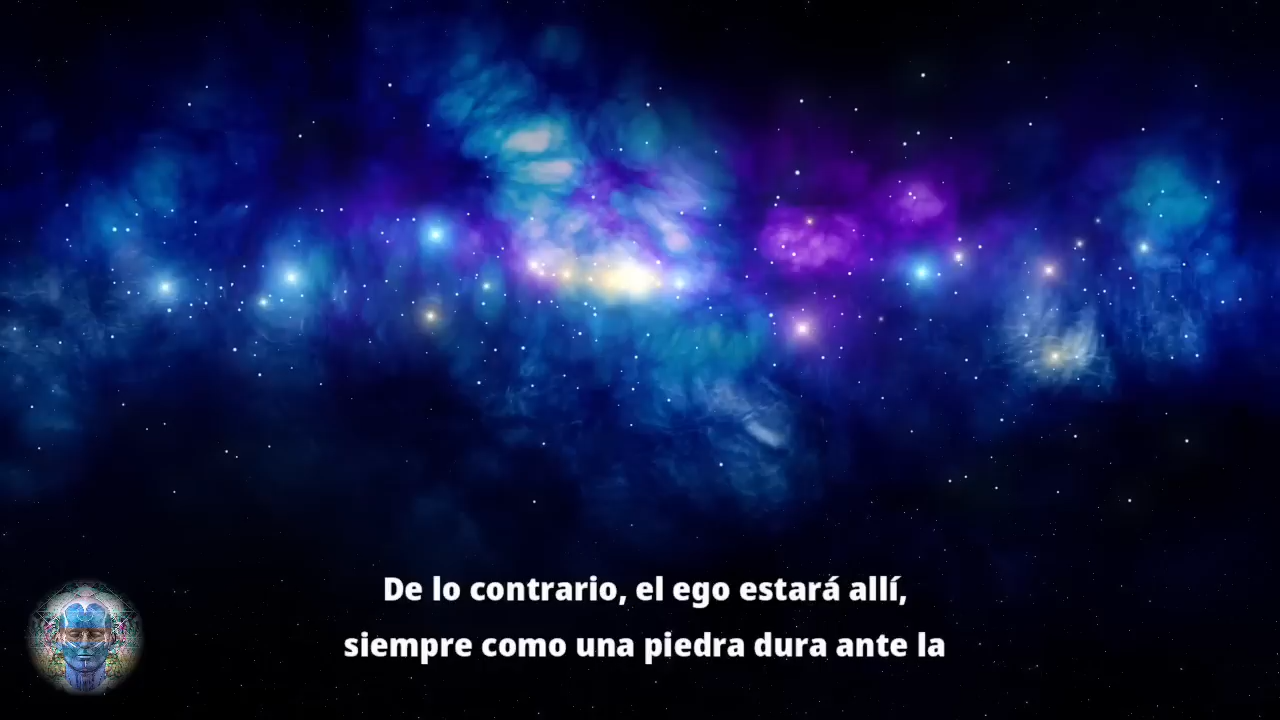 De lo contrario, el ego estará allí,
siempre como una piedra dura ante la